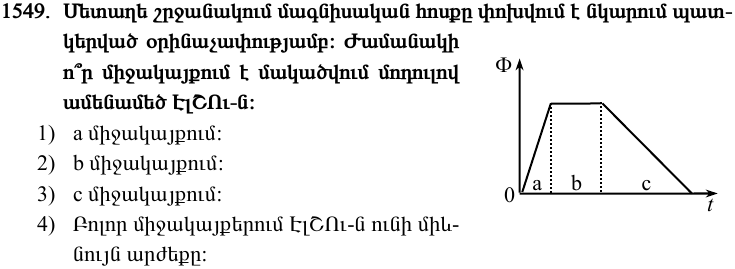 1549. Մետաղե շրջանակում մագնիսական հոսքը փոխվում է նկարում պատ-
կերված օրինաչափությամբ: Ժամանակի
ո՞ր միջակայքում է մակածվում մոդուլով
ամենամեծ ԷլՇՈւ-ն:
1) a միջակայքում:
2) b միջակայքում:
3) c միջակայքում:
4) Բոլոր միջակայքերում ԷլՇՈւ-ն ունի միև-
նույն արժեքը:
Φ
a b c
0
t